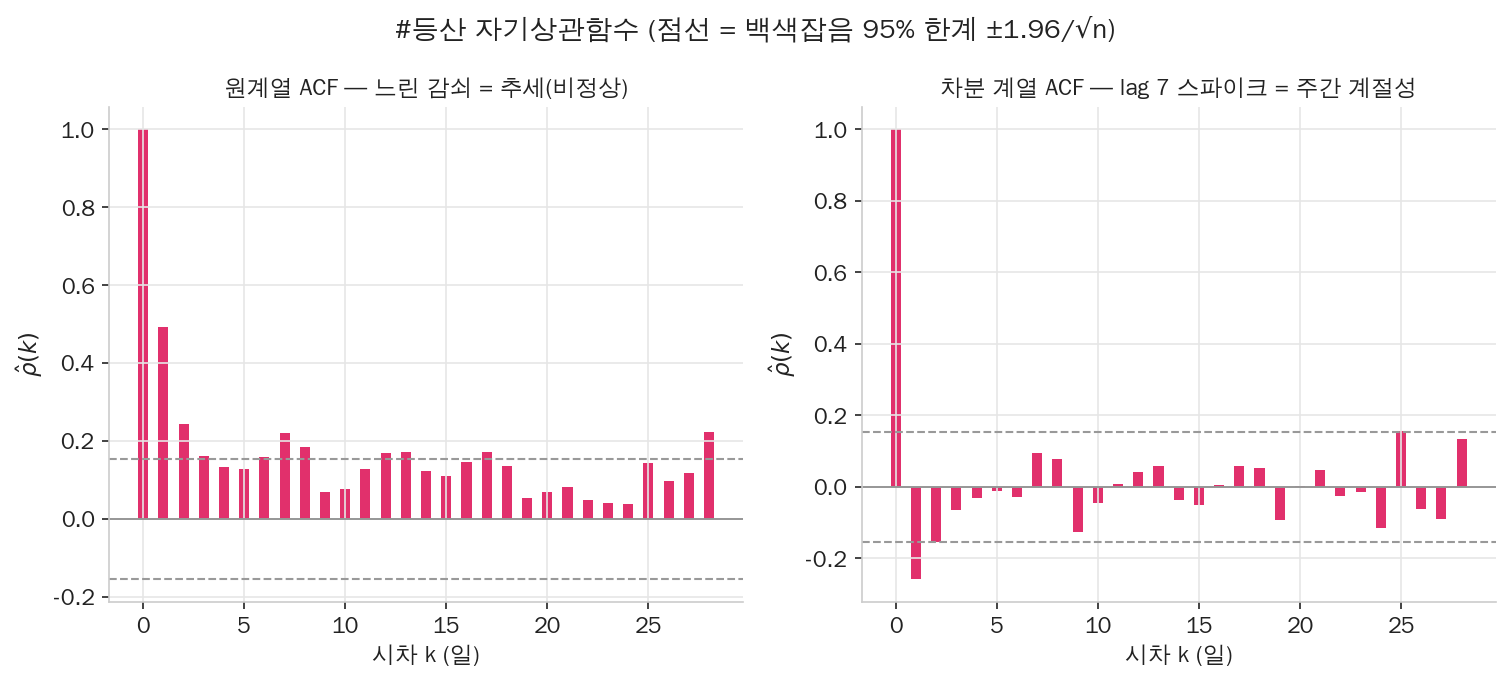 #등산 자기상관함수 (점선 = 백색잡음 95% 한계 ±1.96/√n)
원계열 ACF — 느린 감쇠 = 추세(비정상)
1.0
0.8
0.6
0.4
0.2
0.0
-0.2
ρ̂(k)
0 5 10 15 20 25
시차 k (일)
차분 계열 ACF — lag 7 스파이크 = 주간 계절성
1.0
0.8
0.6
0.4
0.2
0.0
-0.2
ρ̂(k)
0 5 10 15 20 25
시차 k (일)